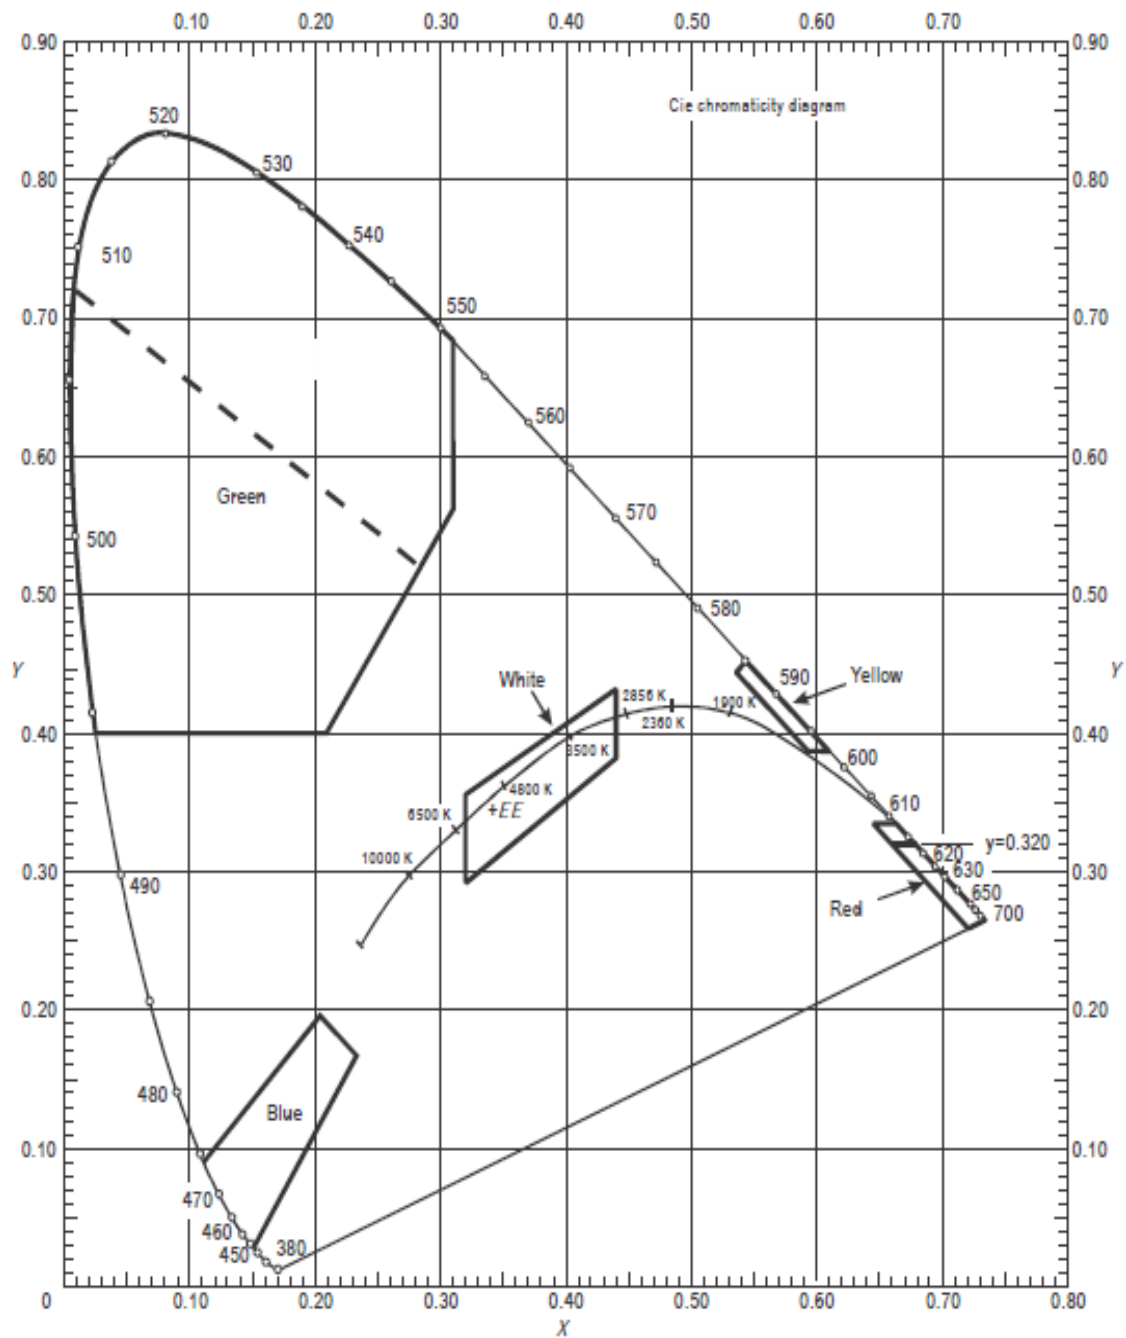 0.10 0.20 0.30 0.40 0.50 0.60 0.70
0.90 0.90
Cie chromaticity diagram
520
530
0.80 0.80
540
510
550
0.70 0.70
560
0.60 0.60
Green
570
500
0.50 0.50
580
Y White 590 Yellow Y
2856 K 1900 K
2360 K
0.40 0.40
3500 K 600
4800 K
6500 K +EE 610
y=0.320
10000 K 620
0.30 630 0.30
490 650
Red 700
0.20 0.20
480
Blue
0.10 0.10
470
460
450 380
0 0.10 0.20 0.30 0.40 0.50 0.60 0.70 0.80
X